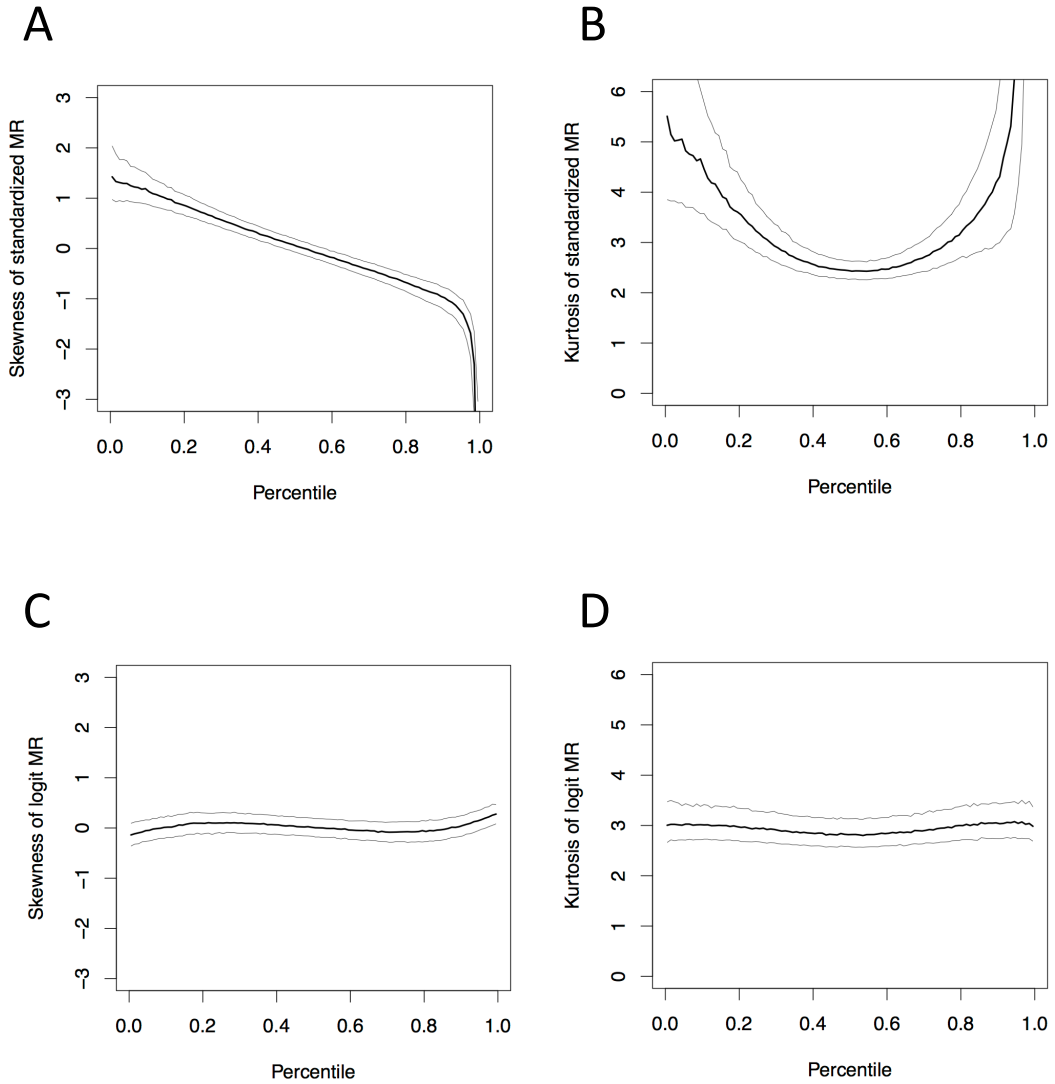 A
Skewness of standardized MR
3
2
1
0
−1
−2
−3
0.0 0.2 0.4 0.6 0.8 1.0
Percentile
B
Kurtosis of standardized MR
6
5
4
3
2
1
0
0.0 0.2 0.4 0.6 0.8 1.0
Percentile
C
Skewness of logit MR
3
2
1
0
−1
−2
−3
0.0 0.2 0.4 0.6 0.8 1.0
Percentile
D
Kurtosis of logit MR
6
5
4
3
2
1
0
0.0 0.2 0.4 0.6 0.8 1.0
Percentile